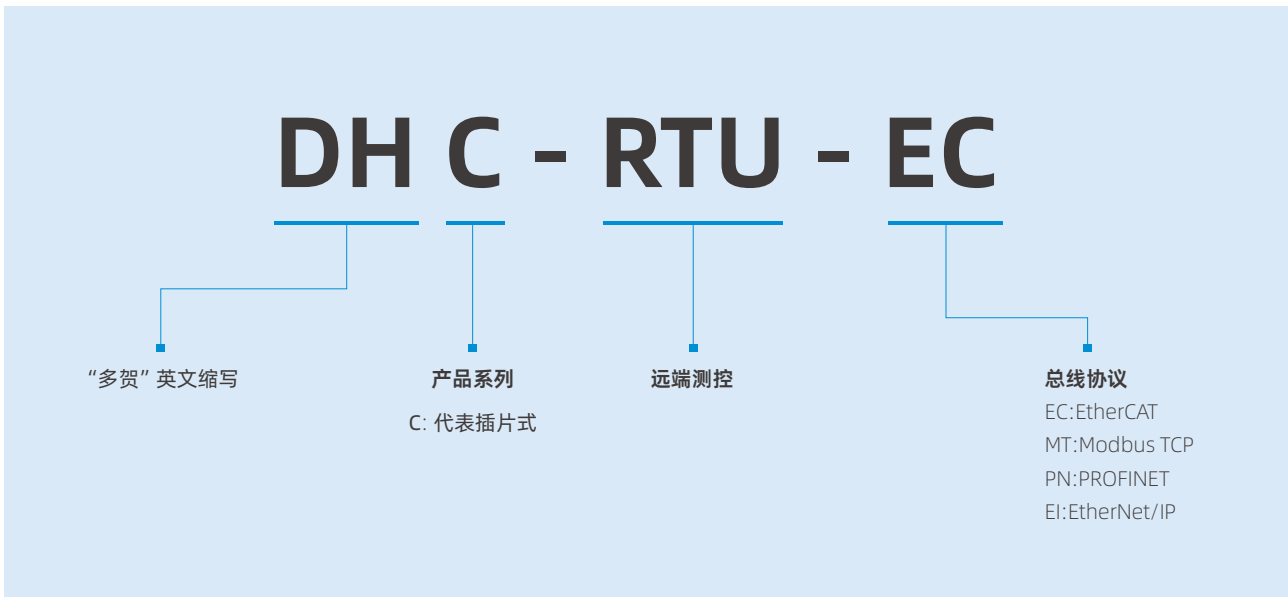 DH C - RTU - EC
“多贺”英文缩写
产品系列
C: 代表插片式
远端测控
总线协议
EC:EtherCAT
MT:Modbus TCP
PN:PROFINET
EI:EtherNet/IP